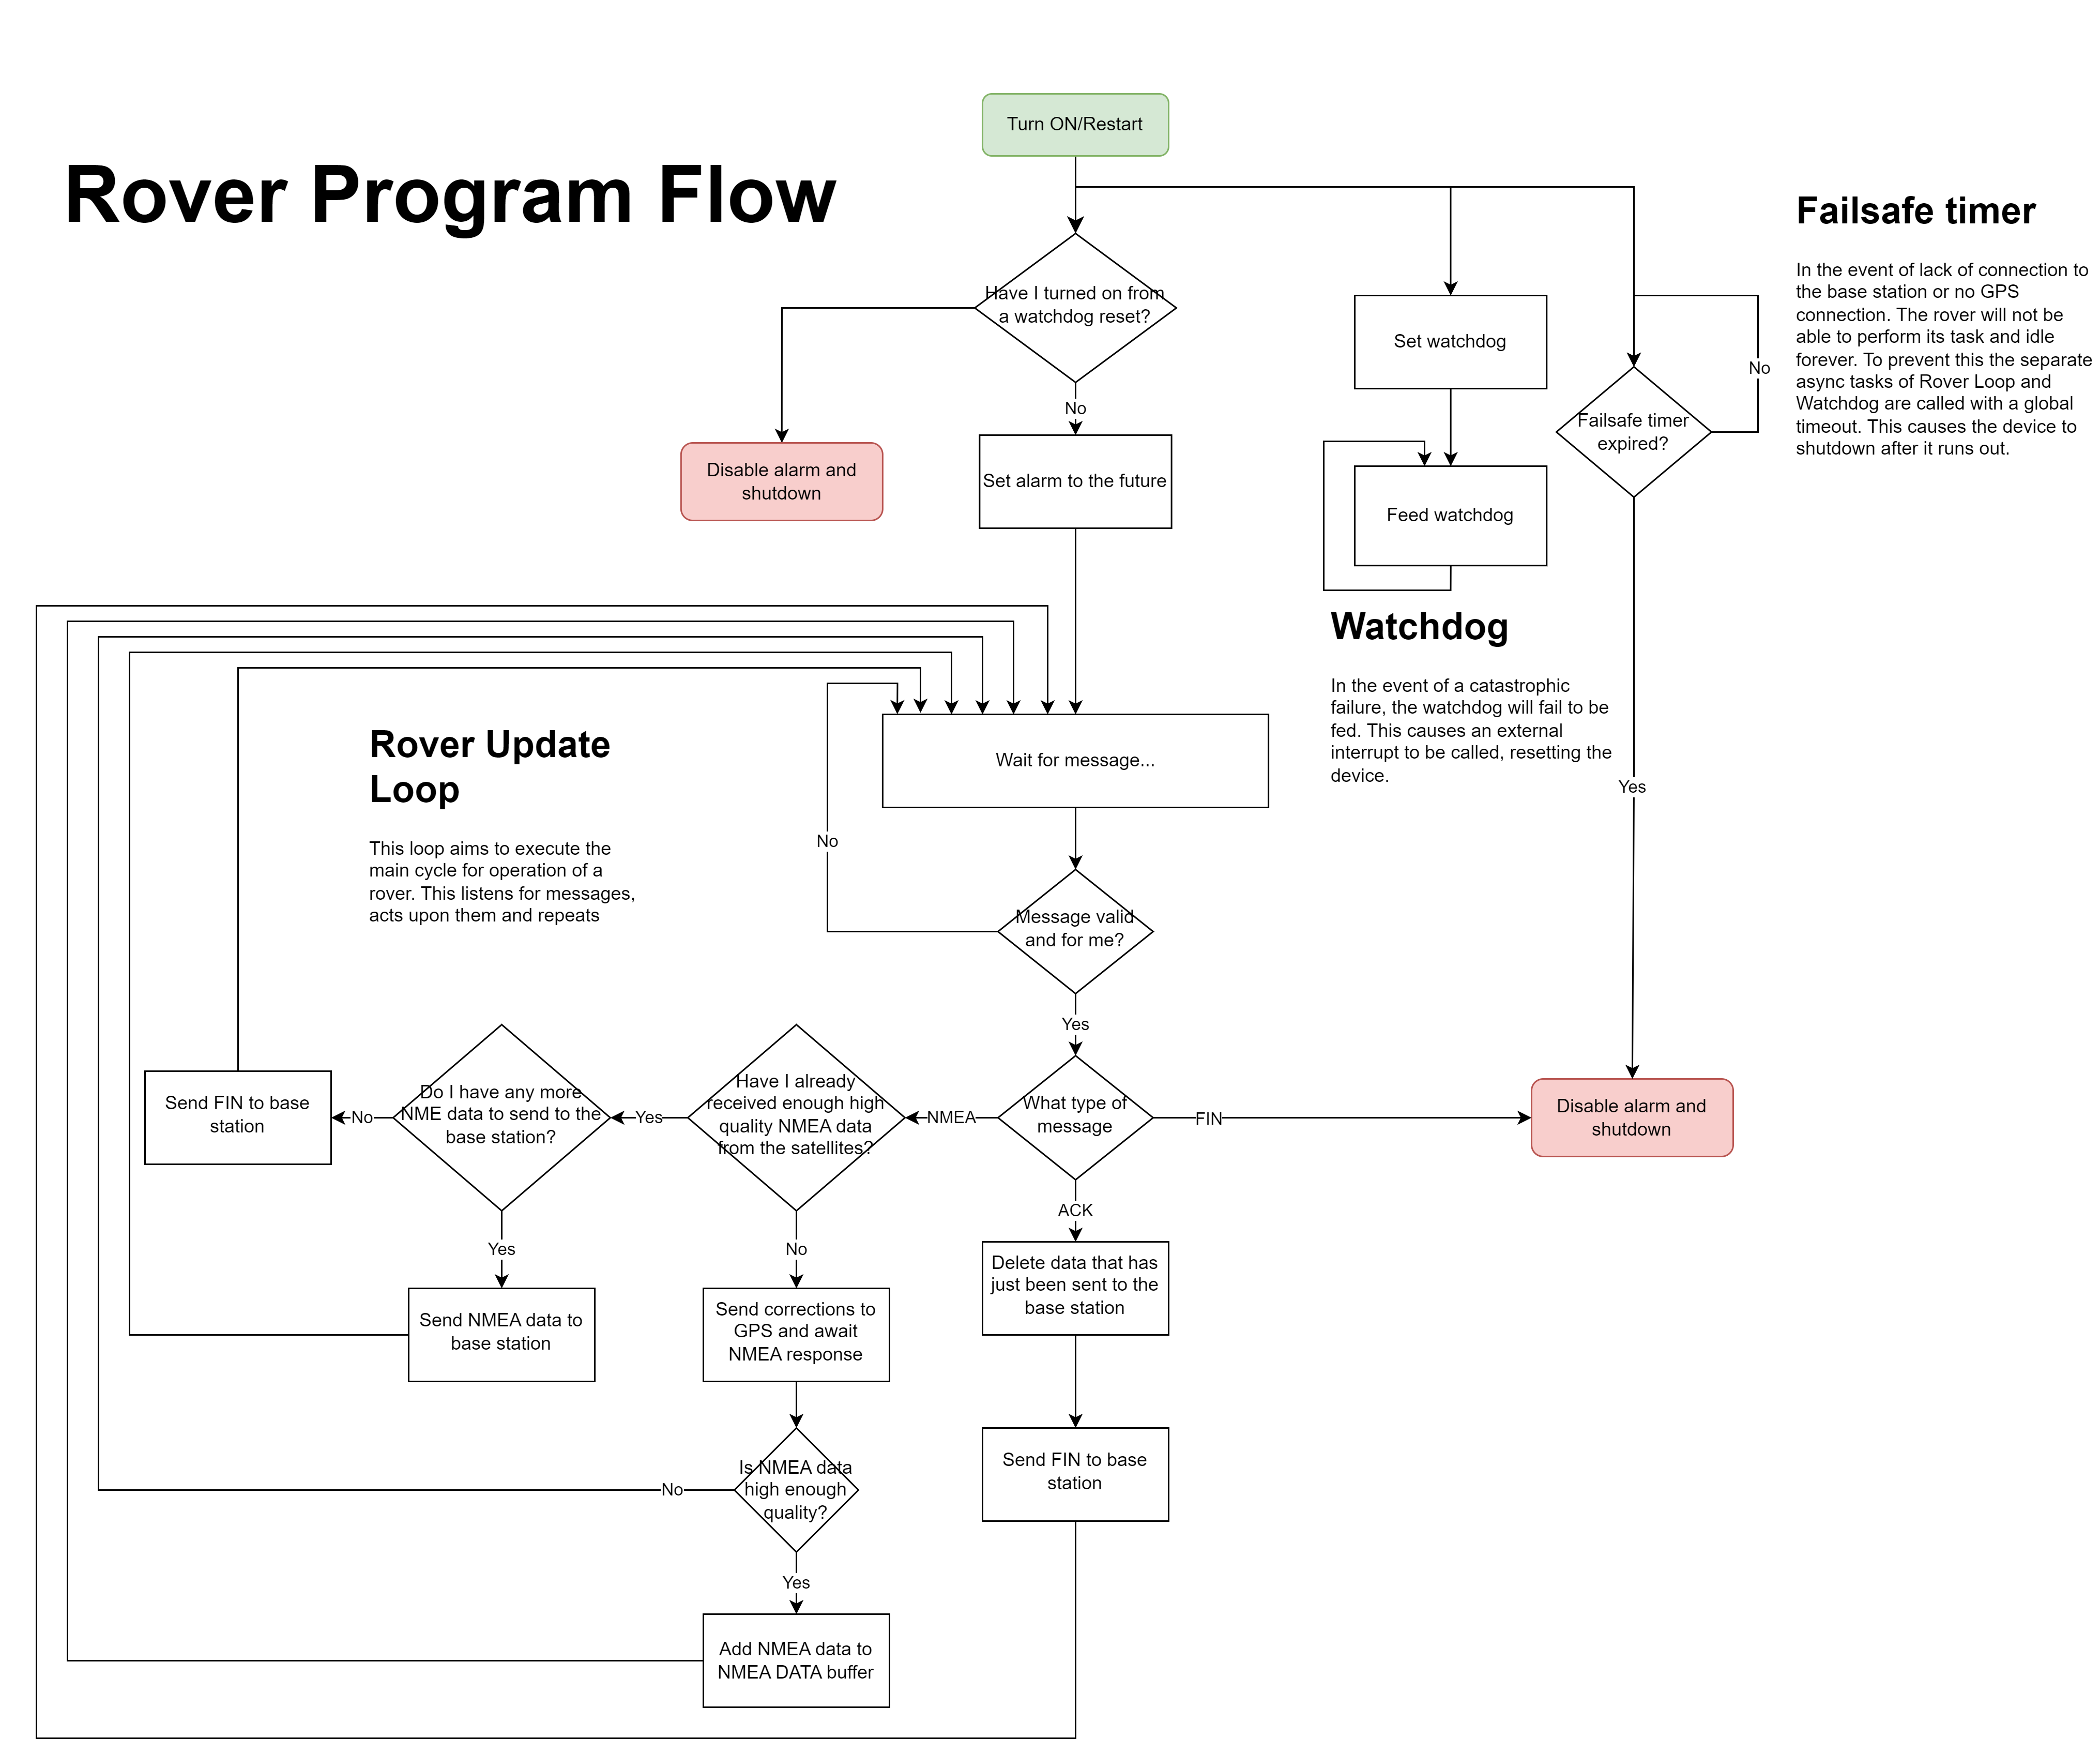 Turn ON/Restart
Rover Program Flow
Failsafe timer
In the event of lack of connection to
the base station or no GPS
connection. The rover will not be
able to perform its task and idle
forever. To prevent this the separate
async tasks of Rover Loop and
Watchdog are called with a global
timeout. This causes the device to
shutdown after it runs out.
Have I turned on from
a watchdog reset?
Set watchdog
No
No
Failsafe timer
expired?
Disable alarm and
shutdown
Set alarm to the future
Feed watchdog
Watchdog
In the event of a catastrophic
failure, the watchdog will fail to be
fed. This causes an external
interrupt to be called, resetting the
device.
Yes
Rover Update
Loop
This loop aims to execute the
main cycle for operation of a
rover. This listens for messages,
acts upon them and repeats
Wait for message...
No
Message valid
and for me?
Yes
Send FIN to base
station
No
Do I have any more
NME data to send to the
base station?
Yes
Have I already
received enough high
quality NMEA data
from the satellites?
NMEA
What type of
message
FIN
Disable alarm and
shutdown
Yes
No
ACK
Send NMEA data to
base station
Send corrections to
GPS and await
NMEA response
Delete data that has
just been sent to the
base station
No
Is NMEA data
high enough
quality?
Send FIN to base
station
Yes
Add NMEA data to
NMEA DATA buffer